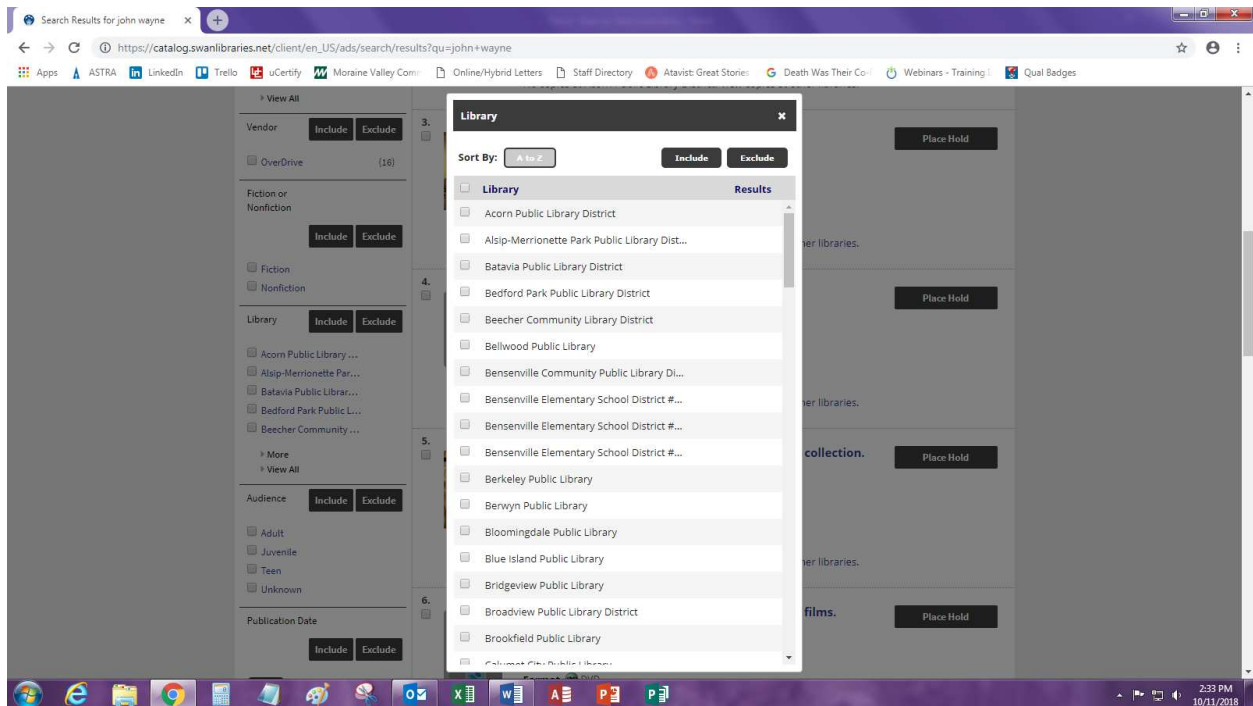 Search Results for john wayne
https://catalog.swanlibraries.net/client/en_US/ads/search/results?qu=john+wayne
Apps ASTRA LinkedIn Trello uCertify Moraine Valley Com Online/Hybrid Letters Staff Directory Atavist: Great Stories Death Was Their Co- Webinars - Training Qual Badges
View All
Vendor Include Exclude
OverDrive (16)
Fiction or
Nonfiction
Include Exclude
Fiction
Nonfiction
Library Include Exclude
Acorn Public Library ...
Alsip-Merrionette Par...
Batavia Public Librar...
Bedford Park Public L...
Beecher Community ...
More
View All
Audience Include Exclude
Adult
Juvenile
Teen
Unknown
Publication Date
Include Exclude
3.
4.
5.
6.
Library
Sort By: A to Z Include Exclude
Library Results
Acorn Public Library District
Alsip-Merrionette Park Public Library Dist...
Batavia Public Library District
Bedford Park Public Library District
Beecher Community Library District
Bellwood Public Library
Bensenville Community Public Library Di...
Bensenville Elementary School District #...
Bensenville Elementary School District #...
Bensenville Elementary School District #...
Berkeley Public Library
Berwyn Public Library
Bloomingdale Public Library
Blue Island Public Library
Bridgeview Public Library
Broadview Public Library District
Brookfield Public Library
Calumet City Public Library
Place Hold
her libraries.
Place Hold
her libraries.
collection.
Place Hold
her libraries.
films.
Place Hold
2:33 PM
10/11/2018